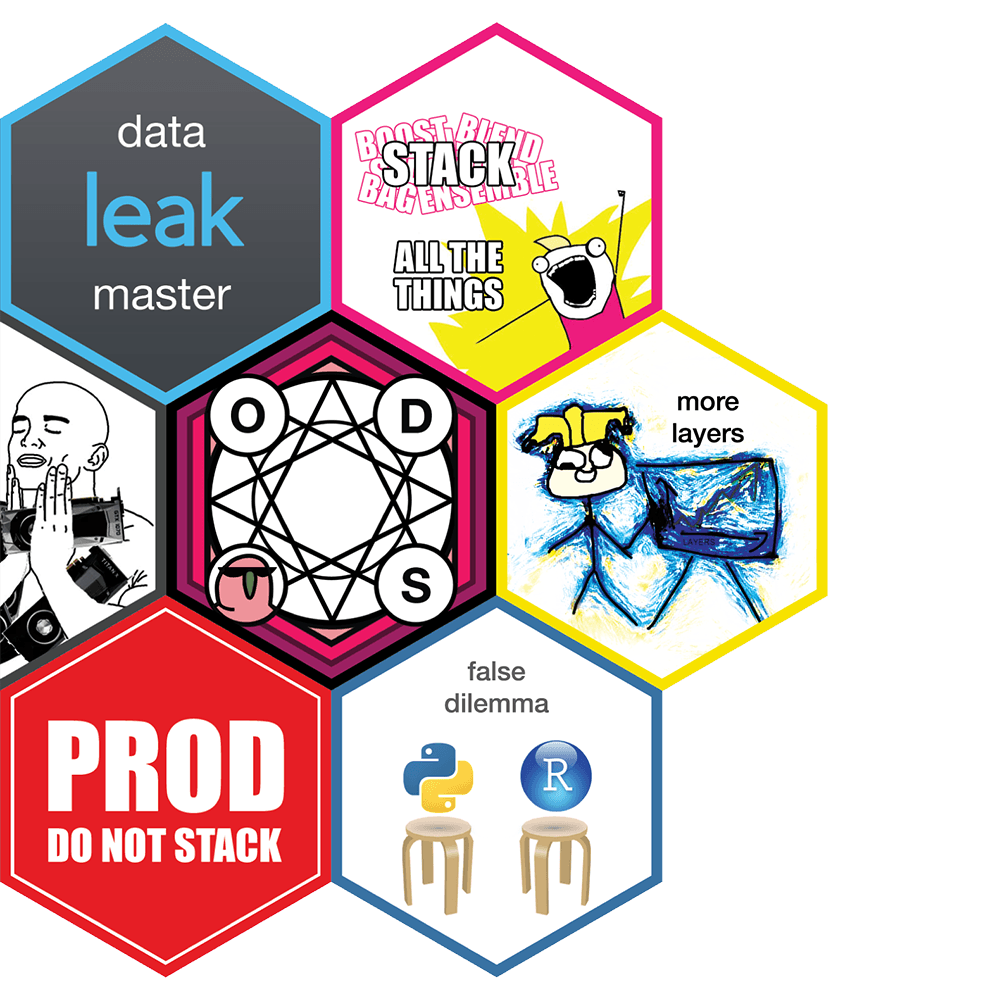 data
leak
master
BOOST BLEND
STACK
BAG ENSEMBLE
ALL THE
THINGS
O D
S
more
layers
LAYERS
PROD
DO NOT STACK
false
dilemma
R